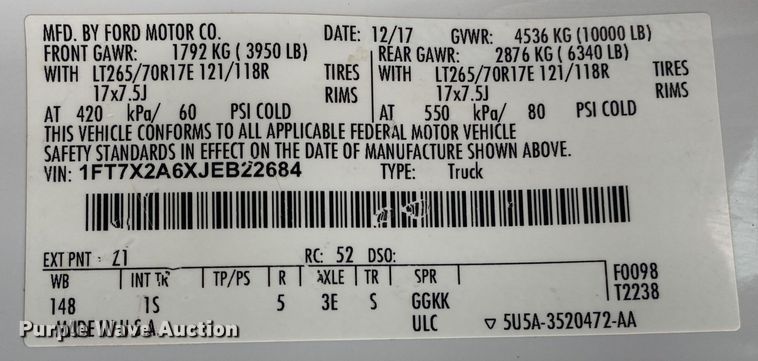 MFD. BY FORD MOTOR CO. DATE: 12/17 GVWR: 4536 KG (10000 LB)
FRONT GAWR: 1792 KG ( 3950 LB) REAR GAWR: 2876 KG ( 6340 LB)
WITH LT265/70R17E 121/118R TIRES WITH LT265/70R17E 121/118R TIRES
17x7.5J RIMS 17x7.5J RIMS
AT 420 kPa/ 60 PSI COLD AT 550 kPa/ 80 PSI COLD
THIS VEHICLE CONFORMS TO ALL APPLICABLE FEDERAL MOTOR VEHICLE
SAFETY STANDARDS IN EFFECT ON THE DATE OF MANUFACTURE SHOWN ABOVE.
VIN: 1FT7X2A6XJEB22684 TYPE: Truck
EXT PNT : Z1 RC: 52 DSO:
WB INT TR TP/PS R AXLE TR SPR F0098
148 1S 5 3E S GGKK T2238
MADE IN U.S.A. ULC ▽ 5U5A-3520472-AA
Purple Wave Auction